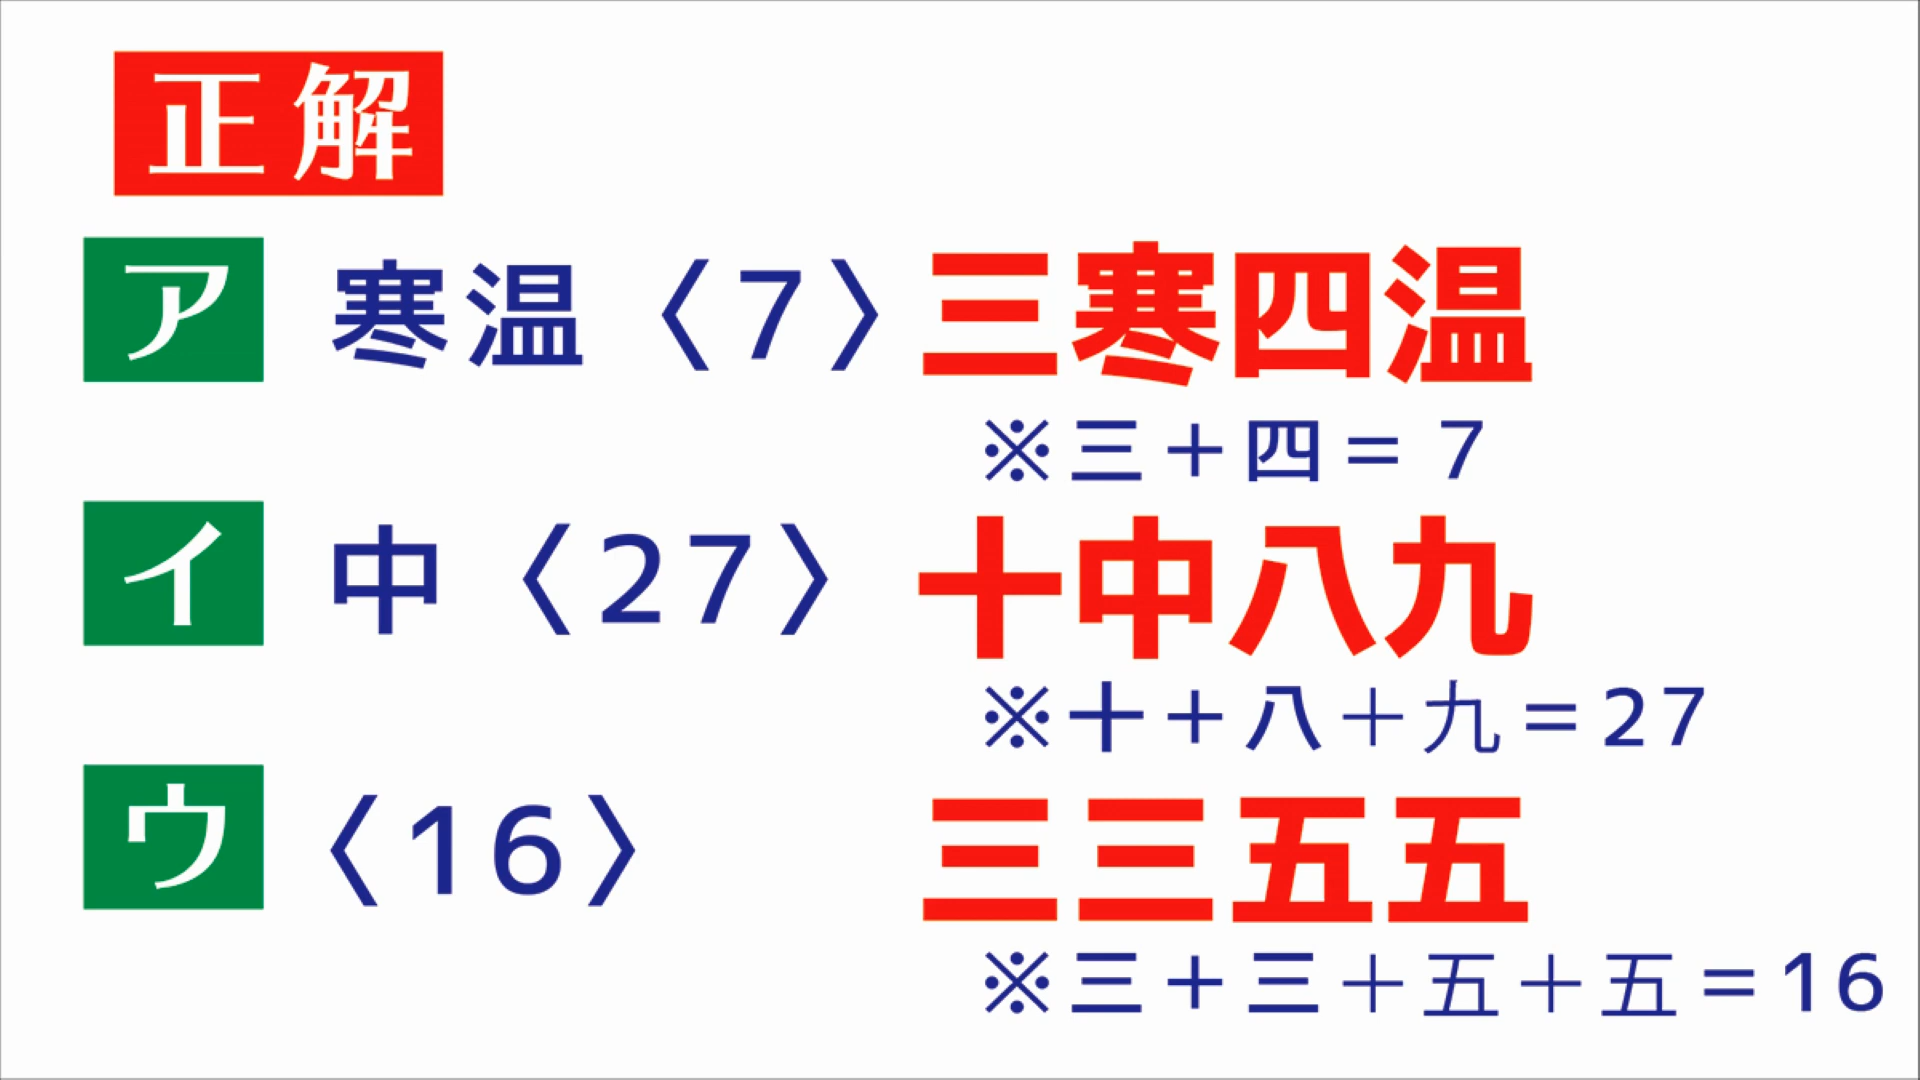 正解
ア 寒温〈7〉三寒四温
※三＋四＝7
イ 中〈27〉十中八九
※十＋八＋九＝27
ウ〈16〉 三三五五
※三＋三＋五＋五＝16